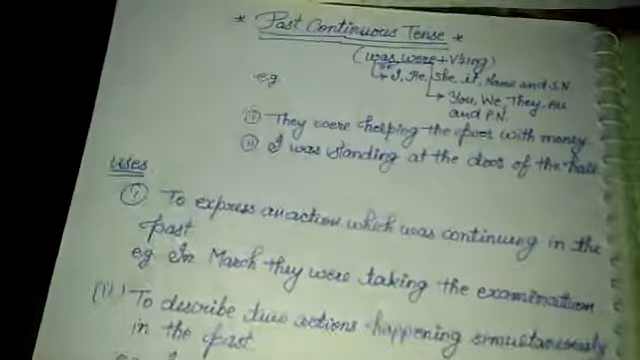 * Past Continuous Tense *
(was, were + V4ing)
I, He, She, it, Name and S.N.
e.g
You, We, They, All
and P.N.
(i) They were helping the poor with money
(ii) I was standing at the door of the hall
Uses
(i) To express an action which was continuing in the
past
eg In March they were taking the examination
(ii) To describe two actions happening simultaneously
in the past